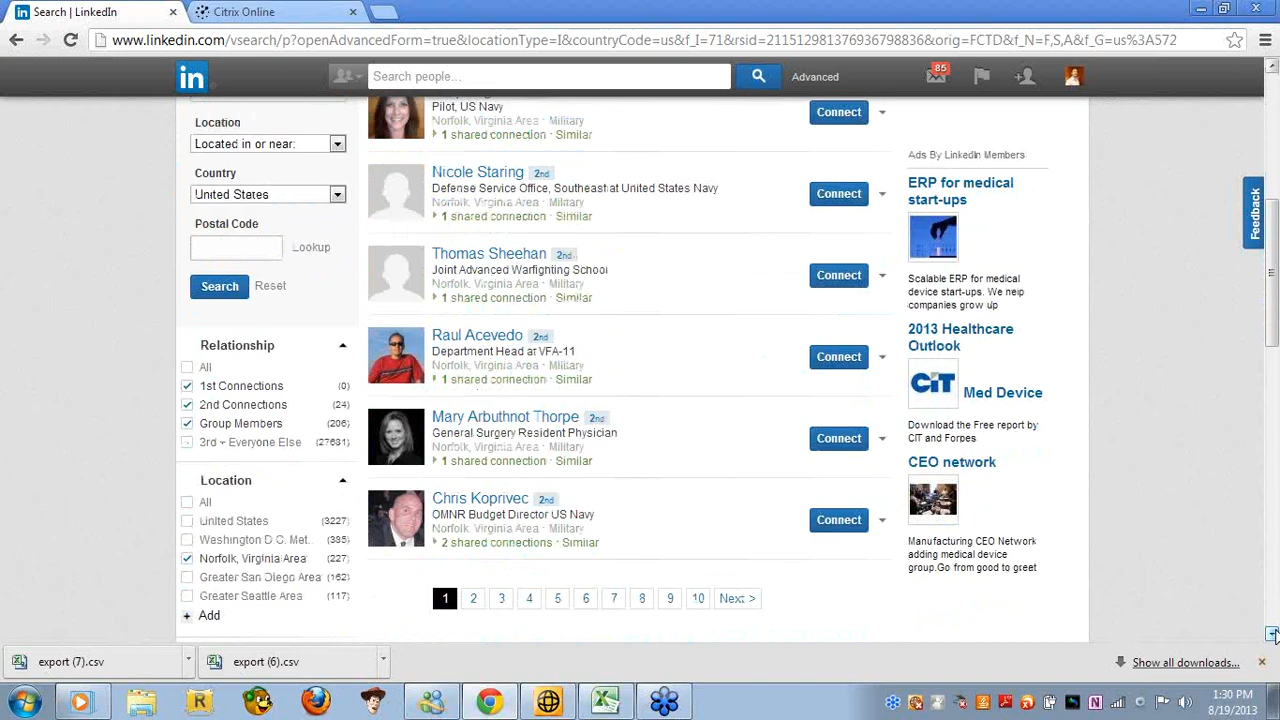 Search | LinkedIn
Citrix Online
www.linkedin.com/vsearch/p?openAdvancedForm=true&locationType=I&countryCode=us&f_I=71&rsid=2115129813769367988836&orig=FCTD&f_N=F,S,A&f_G=us%3A572
in
Search people...
Advanced
85
Location
Located in or near:
Country
United States
Postal Code
Lookup
Search
Reset
Relationship
All
1st Connections (0)
2nd Connections (24)
Group Members (206)
3rd + Everyone Else (27631)
Location
All
United States (3227)
Washington D.C. Met... (335)
Norfolk, Virginia Area (227)
Greater San Diego Area (162)
Greater Seattle Area (117)
+ Add
Pilot, US Navy
Norfolk, Virginia Area · Military
1 shared connection · Similar
Connect
Nicole Staring 2nd
Defense Service Office, Southeast at United States Navy
Norfolk, Virginia Area · Military
1 shared connection · Similar
Connect
Thomas Sheehan 2nd
Joint Advanced Warfighting School
Norfolk, Virginia Area · Military
1 shared connection · Similar
Connect
Raul Acevedo 2nd
Department Head at VFA-11
Norfolk, Virginia Area · Military
1 shared connection · Similar
Connect
Mary Arbuthnot Thorpe 2nd
General Surgery Resident Physician
Norfolk, Virginia Area · Military
1 shared connection · Similar
Connect
Chris Koprivec 2nd
OMNR Budget Director US Navy
Norfolk, Virginia Area · Military
2 shared connections · Similar
Connect
1 2 3 4 5 6 7 8 9 10 Next >
Ads By LinkedIn Members
ERP for medical
start-ups
Scalable ERP for medical
device start-ups. We help
companies grow up
2013 Healthcare
Outlook
CIT
Med Device
Download the Free report by
CIT and Forbes
CEO network
Manufacturing CEO Network
adding medical device
group.Go from good to greet
Feedback
export (7).csv
export (6).csv
Show all downloads...
1:30 PM
8/19/2013